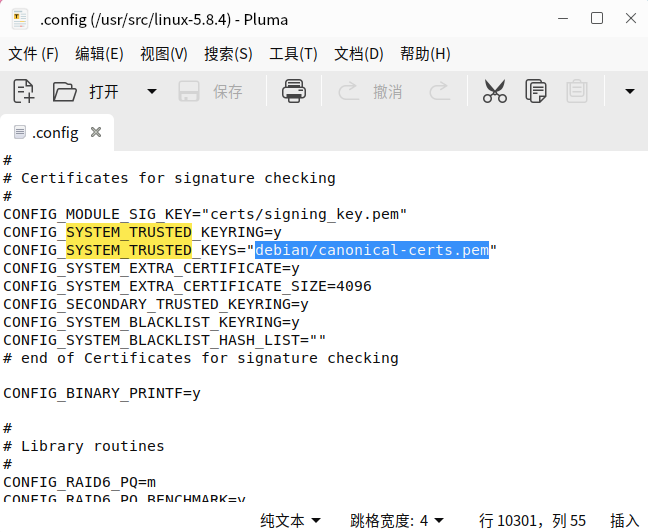 .config (/usr/src/linux-5.8.4) - Pluma
文件 (F) 编辑(E) 视图(V) 搜索(S) 工具(T) 文档(D) 帮助(H)
打开 保存 撤消
.config
#
# Certificates for signature checking
#
CONFIG_MODULE_SIG_KEY="certs/signing_key.pem"
CONFIG_SYSTEM_TRUSTED_KEYRING=y
CONFIG_SYSTEM_TRUSTED_KEYS="debian/canonical-certs.pem"
CONFIG_SYSTEM_EXTRA_CERTIFICATE=y
CONFIG_SYSTEM_EXTRA_CERTIFICATE_SIZE=4096
CONFIG_SECONDARY_TRUSTED_KEYRING=y
CONFIG_SYSTEM_BLACKLIST_KEYRING=y
CONFIG_SYSTEM_BLACKLIST_HASH_LIST=""
# end of Certificates for signature checking
CONFIG_BINARY_PRINTF=y
#
# Library routines
#
CONFIG_RAID6_PQ=m
CONFIG_RAID6_PQ_BENCHMARK=y
纯文本 跳格宽度: 4 行 10301，列 55 插入